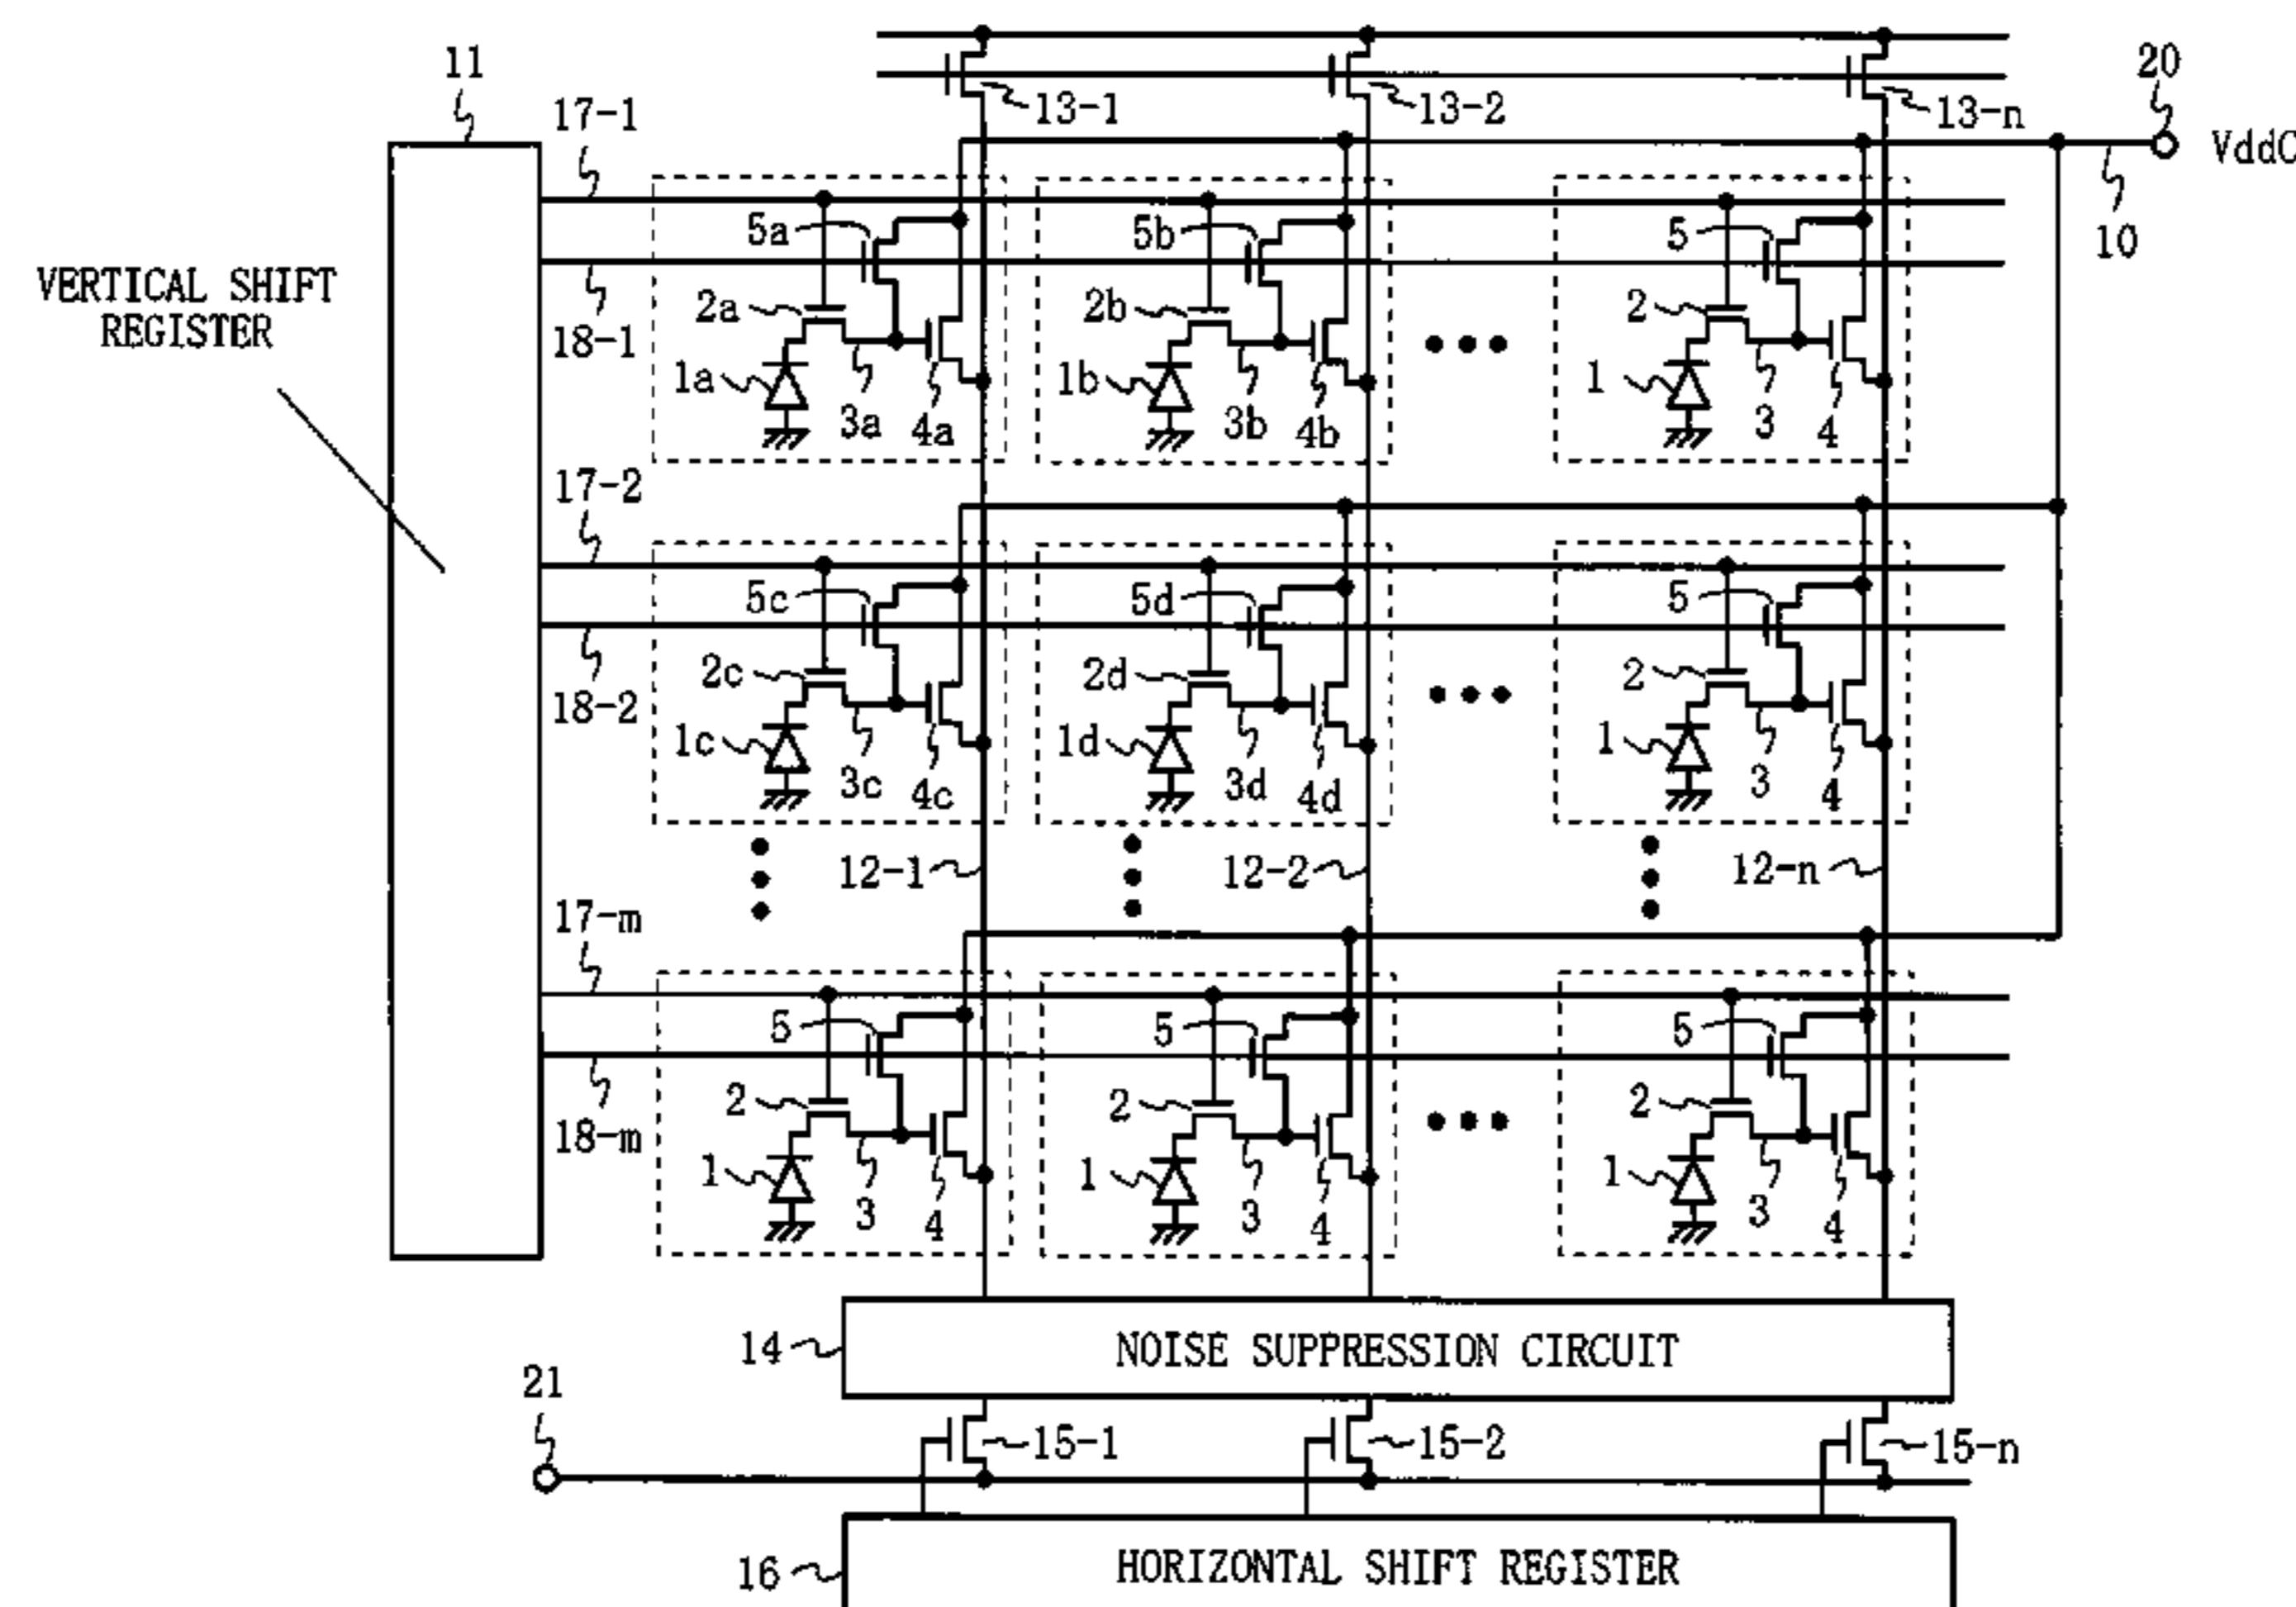 11
17-1
13-1
13-2
13-n
20
VddC
5a
5b
5
10
VERTICAL SHIFT
REGISTER
18-1
2a
2b
2
1a
1b
1
3a
4a
3b
4b
3
4
17-2
5c
5d
5
18-2
2c
2d
2
1c
1d
1
3c
4c
3d
4d
3
4
12-1
12-2
12-n
17-m
5
5
5
18-m
2
2
2
1
1
1
3
4
3
4
3
4
14
NOISE SUPPRESSION CIRCUIT
21
15-1
15-2
15-n
16
HORIZONTAL SHIFT REGISTER